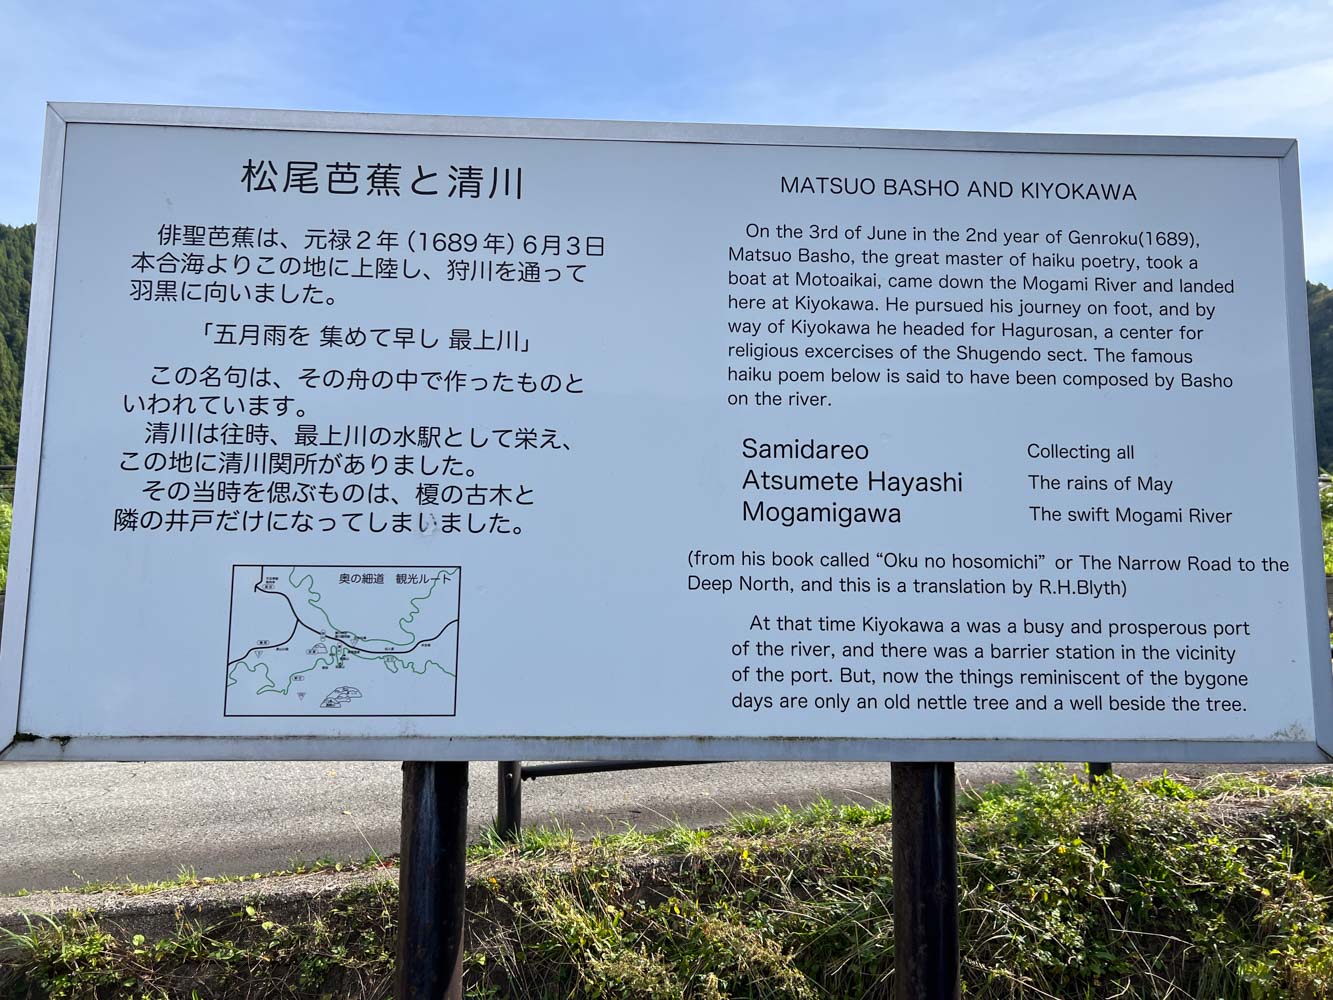 松尾芭蕉と清川
俳聖芭蕉は、元禄２年（1689年）６月３日
本合海よりこの地に上陸し、狩川を通って
羽黒に向いました。
「五月雨を 集めて早し 最上川」
この名句は、その舟の中で作ったものと
いわれています。
清川は往時、最上川の水駅として栄え、
この地に清川関所がありました。
その当時を偲ぶものは、榎の古木と
隣の井戸だけになってしまいました。
奥の細道　観光ルート
MATSUO BASHO AND KIYOKAWA
On the 3rd of June in the 2nd year of Genroku(1689),
Matsuo Basho, the great master of haiku poetry, took a
boat at Motoaikai, came down the Mogami River and landed
here at Kiyokawa. He pursued his journey on foot, and by
way of Kiyokawa he headed for Hagurosan, a center for
religious excercises of the Shugendo sect. The famous
haiku poem below is said to have been composed by Basho
on the river.
Samidareo
Atsumete Hayashi
Mogamigawa
Collecting all
The rains of May
The swift Mogami River
(from his book called “Oku no hosomichi” or The Narrow Road to the
Deep North, and this is a translation by R.H.Blyth)
At that time Kiyokawa a was a busy and prosperous port
of the river, and there was a barrier station in the vicinity
of the port. But, now the things reminiscent of the bygone
days are only an old nettle tree and a well beside the tree.